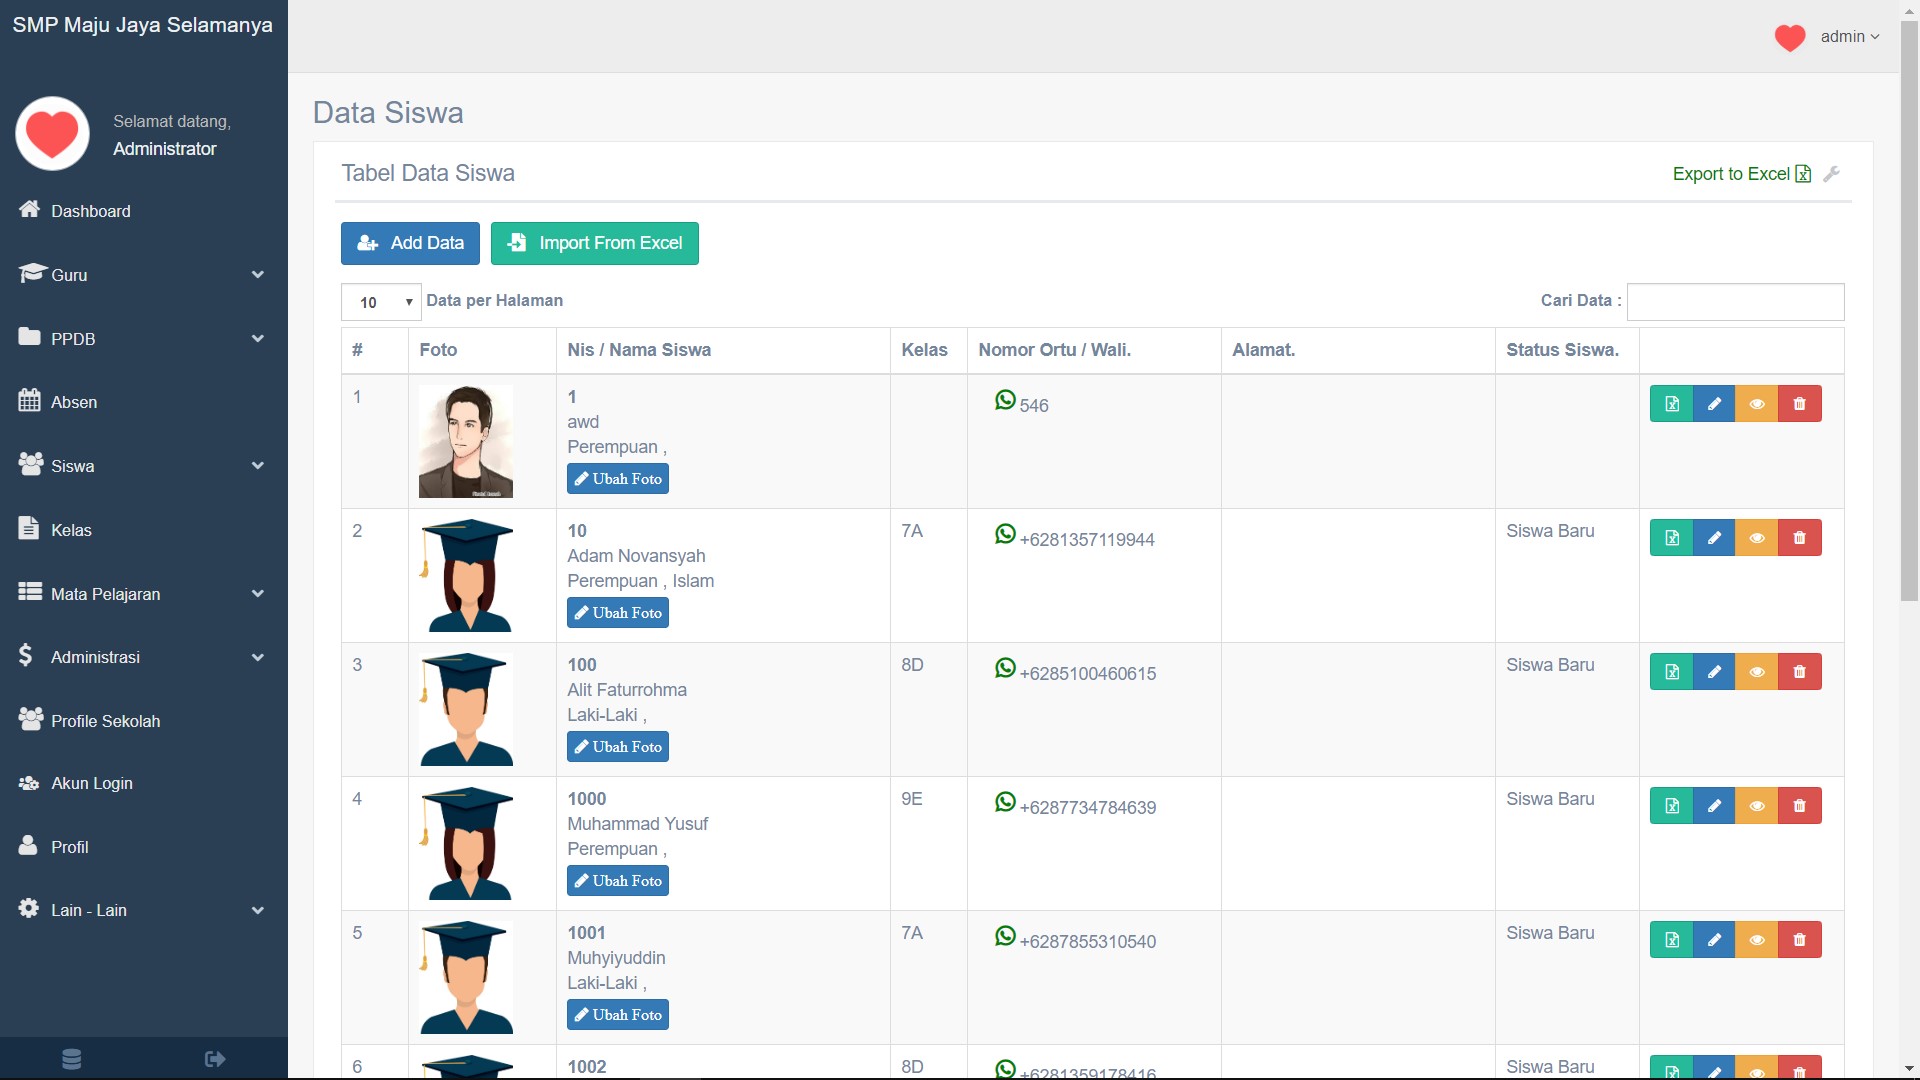 SMP Maju Jaya Selamanya
admin
Selamat datang,
Administrator
Dashboard
Guru
PPDB
Absen
Siswa
Kelas
Mata Pelajaran
Administrasi
Profile Sekolah
Akun Login
Profil
Lain - Lain
Data Siswa
Tabel Data Siswa
Export to Excel
Add Data
Import From Excel
10 Data per Halaman
Cari Data :
# Foto Nis / Nama Siswa Kelas Nomor Ortu / Wali. Alamat. Status Siswa.
1 1 546
awd
Perempuan ,
Ubah Foto
2 10 7A +6281357119944 Siswa Baru
Adam Novansyah
Perempuan , Islam
Ubah Foto
3 100 8D +6285100460615 Siswa Baru
Alit Faturrohma
Laki-Laki ,
Ubah Foto
4 1000 9E +6287734784639 Siswa Baru
Muhammad Yusuf
Perempuan ,
Ubah Foto
5 1001 7A +6287855310540 Siswa Baru
Muhyiyuddin
Laki-Laki ,
Ubah Foto
6 1002 8D +6281359178416 Siswa Baru